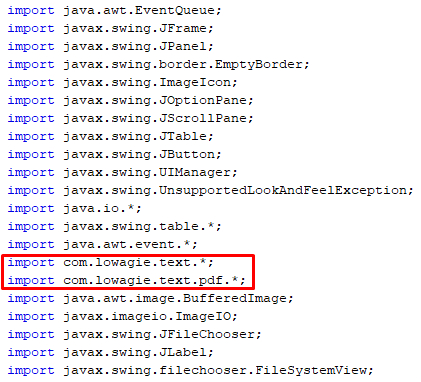 import java.awt.EventQueue;
import javax.swing.JFrame;
import javax.swing.JPanel;
import javax.swing.border.EmptyBorder;
import javax.swing.ImageIcon;
import javax.swing.JOptionPane;
import javax.swing.JScrollPane;
import javax.swing.JTable;
import javax.swing.JButton;
import javax.swing.UIManager;
import javax.swing.UnsupportedLookAndFeelException;
import java.io.*;
import javax.swing.table.*;
import java.awt.event.*;
import com.lowagie.text.*;
import com.lowagie.text.pdf.*;
import java.awt.image.BufferedImage;
import javax.imageio.ImageIO;
import javax.swing.JFileChooser;
import javax.swing.JLabel;
import javax.swing.filechooser.FileSystemView;